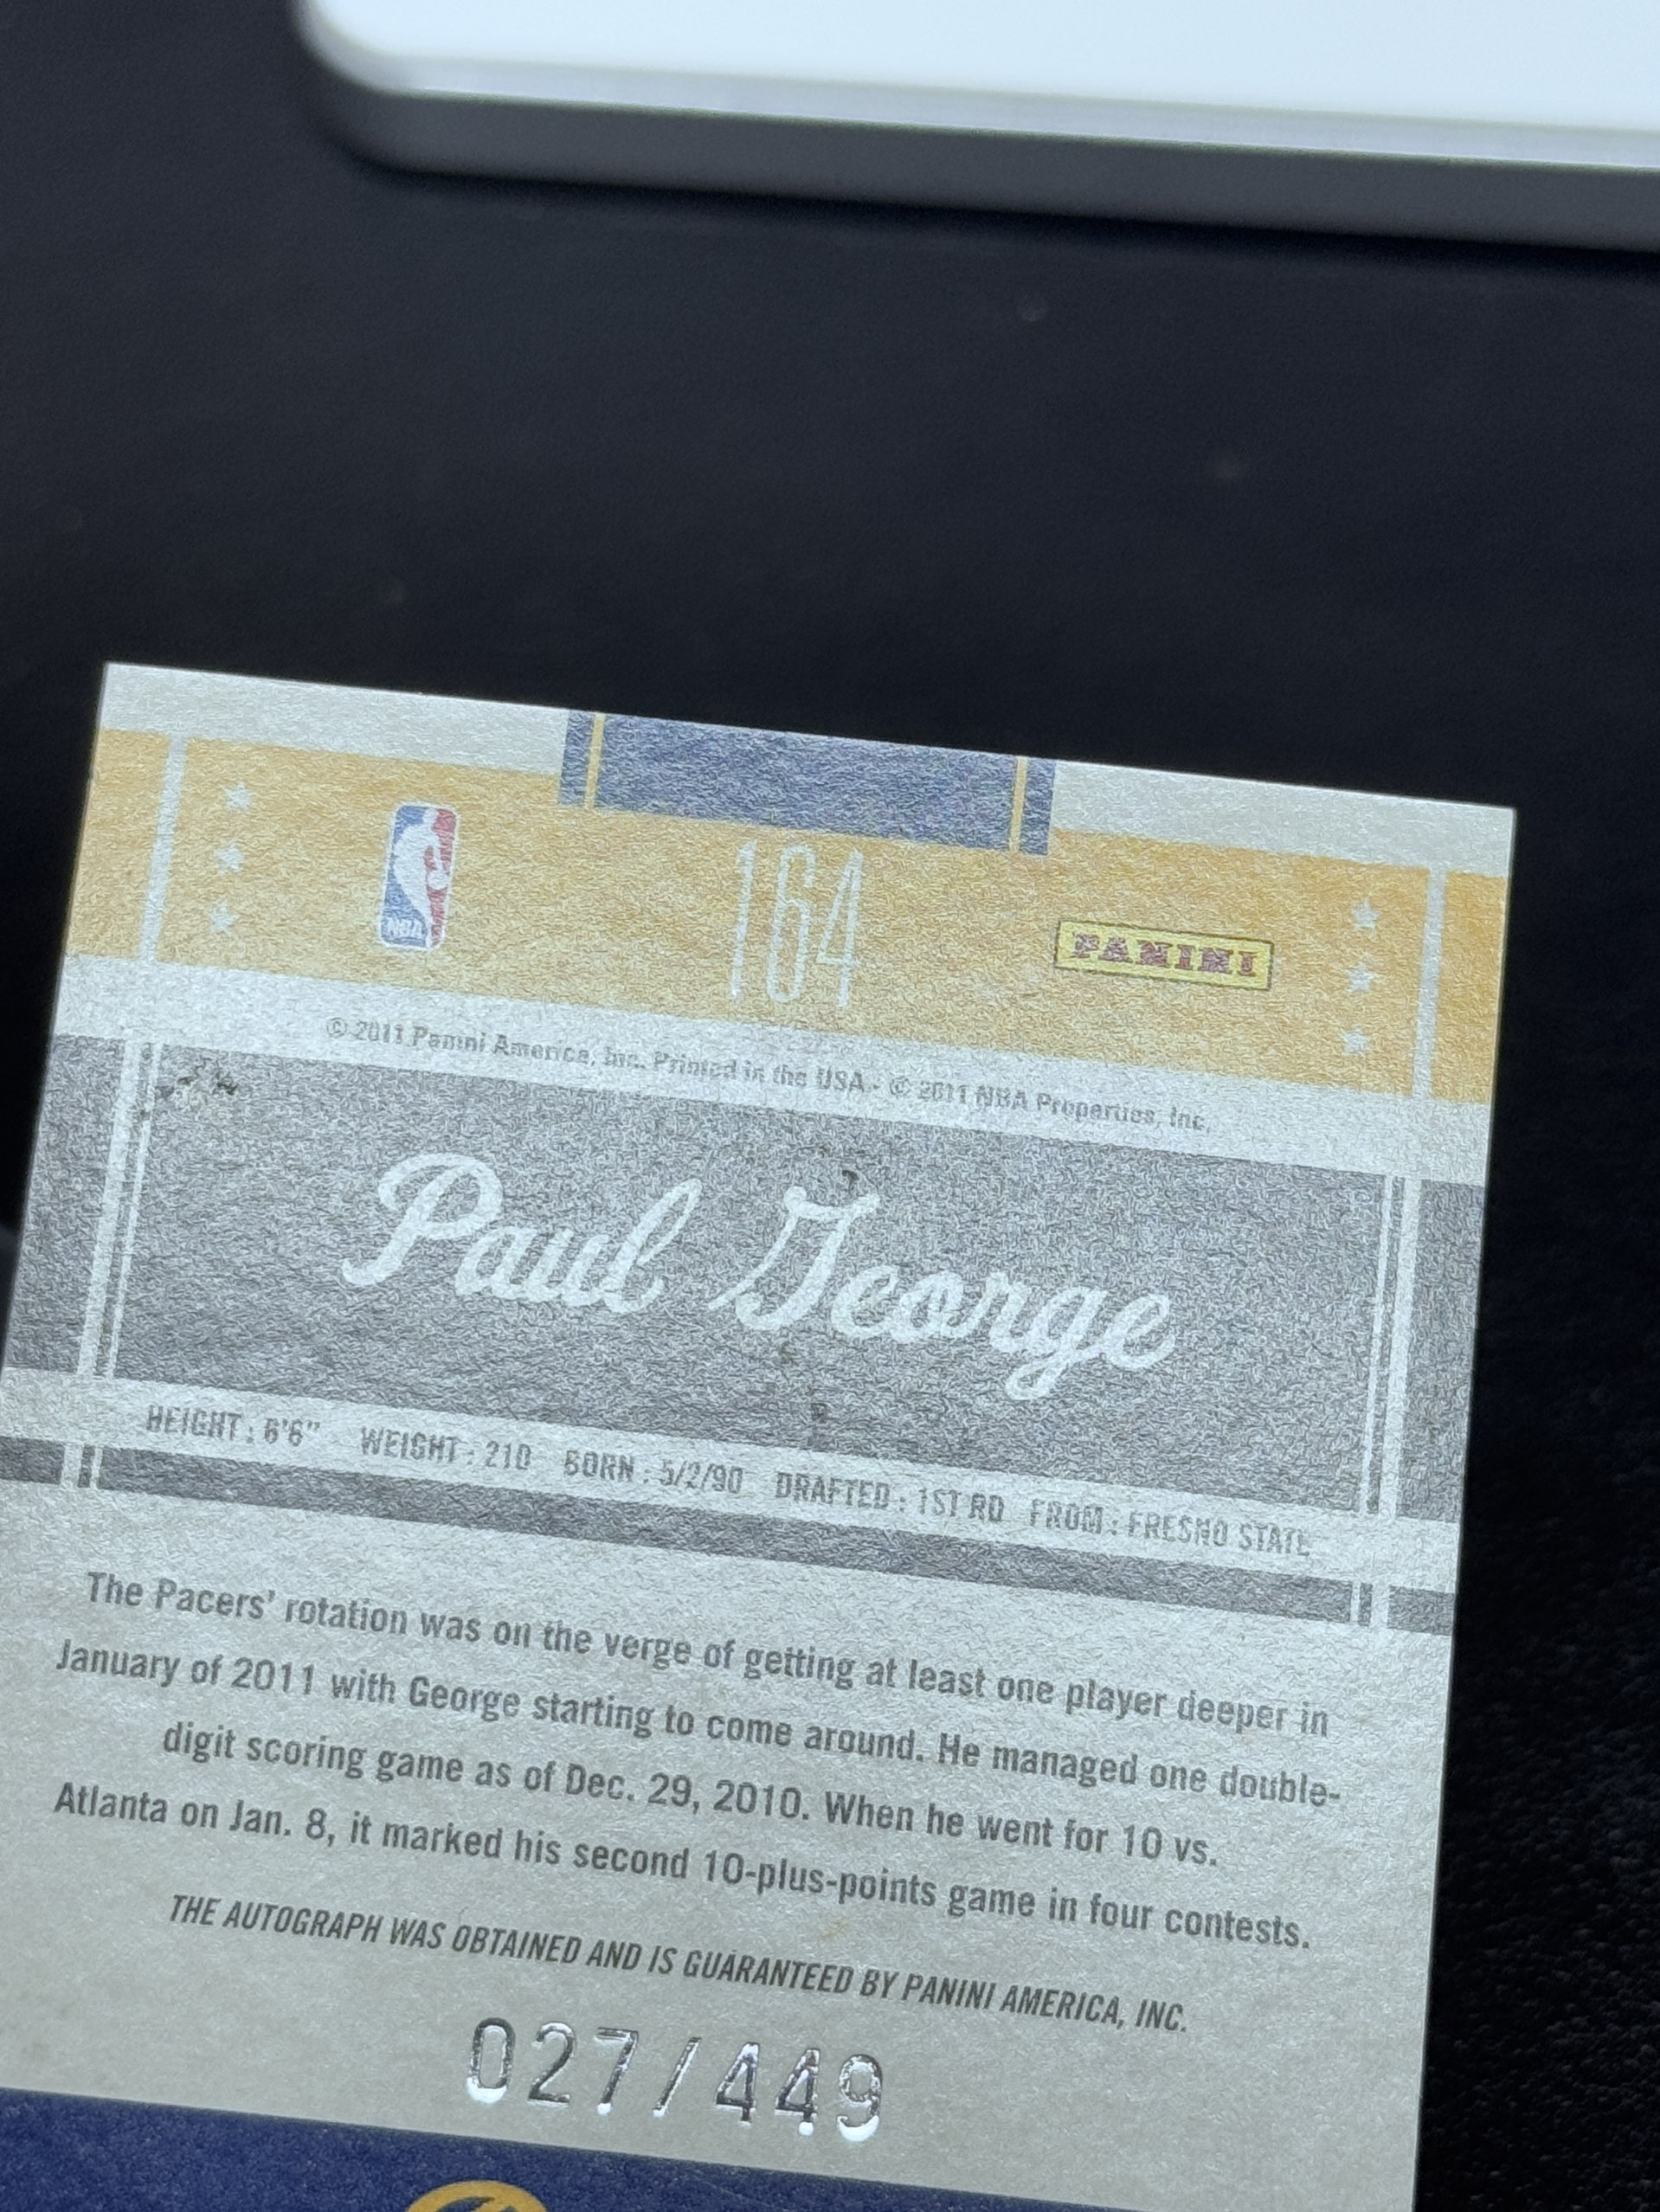 NBA
164
PANINI
© 2011 Panini America, Inc. Printed in the USA - © 2011 NBA Properties, Inc.
Paul George
HEIGHT : 6'6" WEIGHT : 210 BORN : 5/2/90 DRAFTED : 1ST RD FROM : FRESNO STATE
The Pacers' rotation was on the verge of getting at least one player deeper in
January of 2011 with George starting to come around. He managed one double-
digit scoring game as of Dec. 29, 2010. When he went for 10 vs.
Atlanta on Jan. 8, it marked his second 10-plus-points game in four contests.
THE AUTOGRAPH WAS OBTAINED AND IS GUARANTEED BY PANINI AMERICA, INC.
027/449